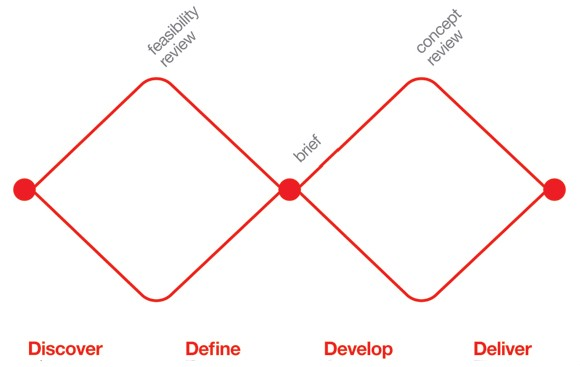 feasibility
review
concept
review
brief
Discover
Define
Develop
Deliver